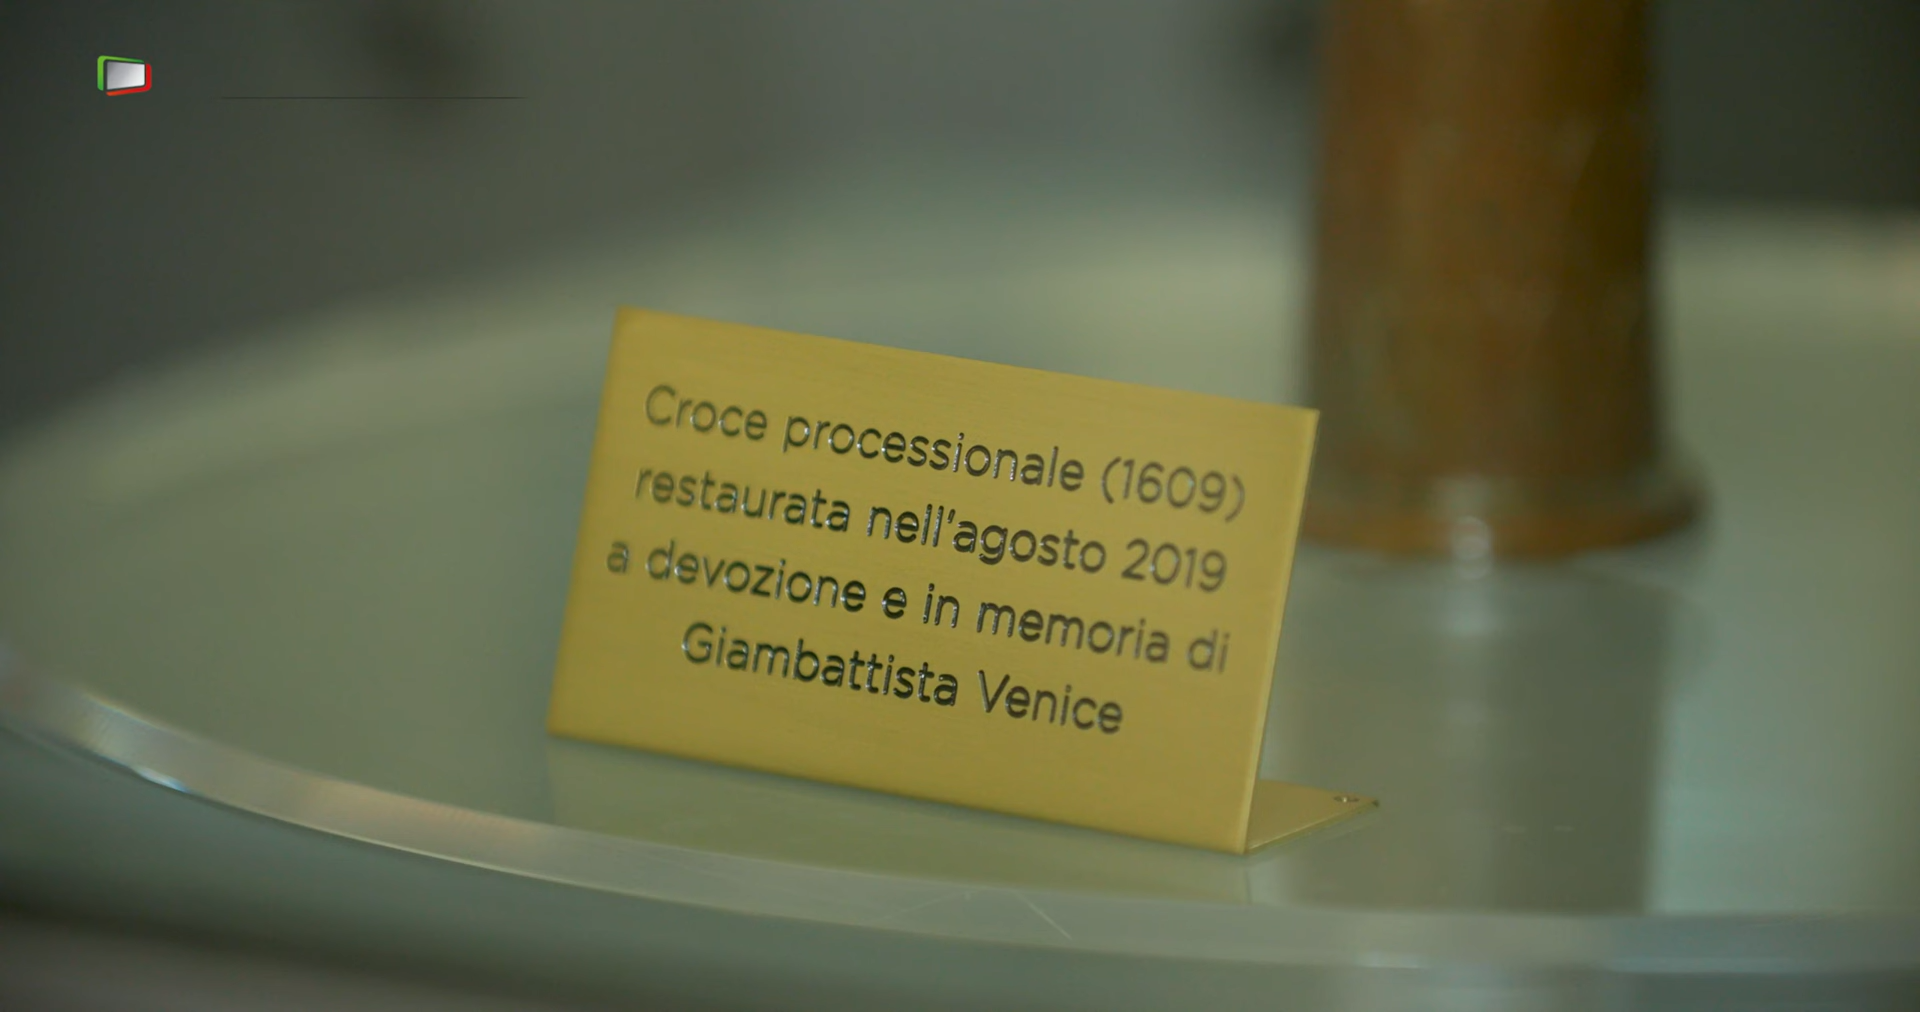 Croce processionale (1609)
restaurata nell'agosto 2019
a devozione e in memoria di
Giambattista Venice